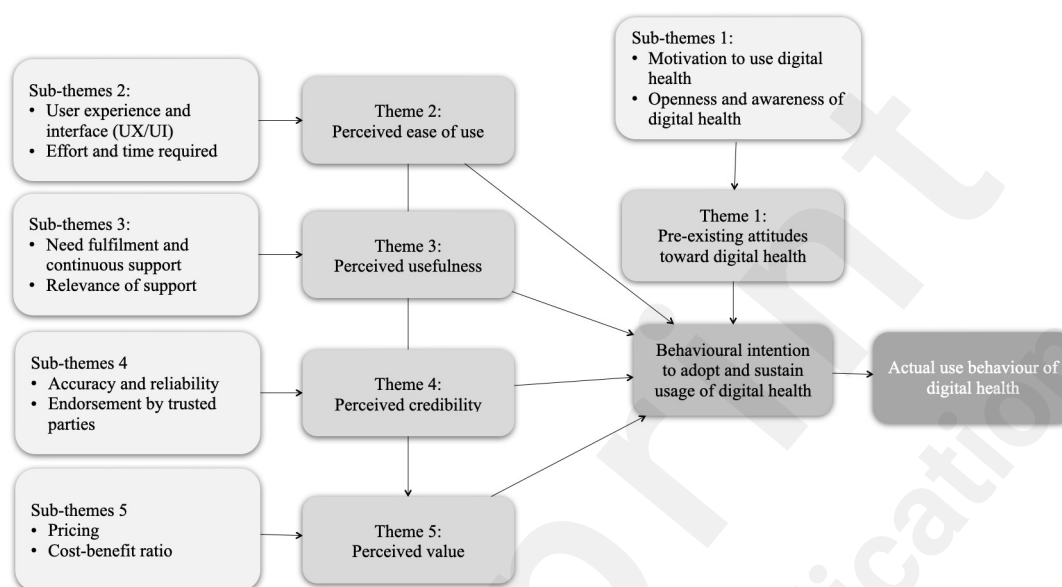 Sub-themes 1:
• Motivation to use digital
health
• Openness and awareness of
digital health
Sub-themes 2:
• User experience and
interface (UX/UI)
• Effort and time required
Theme 2:
Perceived ease of use
Theme 1:
Pre-existing attitudes
toward digital health
Sub-themes 3:
• Need fulfilment and
continuous support
• Relevance of support
Theme 3:
Perceived usefulness
Behavioural intention
to adopt and sustain
usage of digital health
Actual use behaviour of
digital health
Sub-themes 4
• Accuracy and reliability
• Endorsement by trusted
parties
Theme 4:
Perceived credibility
Sub-themes 5
• Pricing
• Cost-benefit ratio
Theme 5:
Perceived value
print
ication